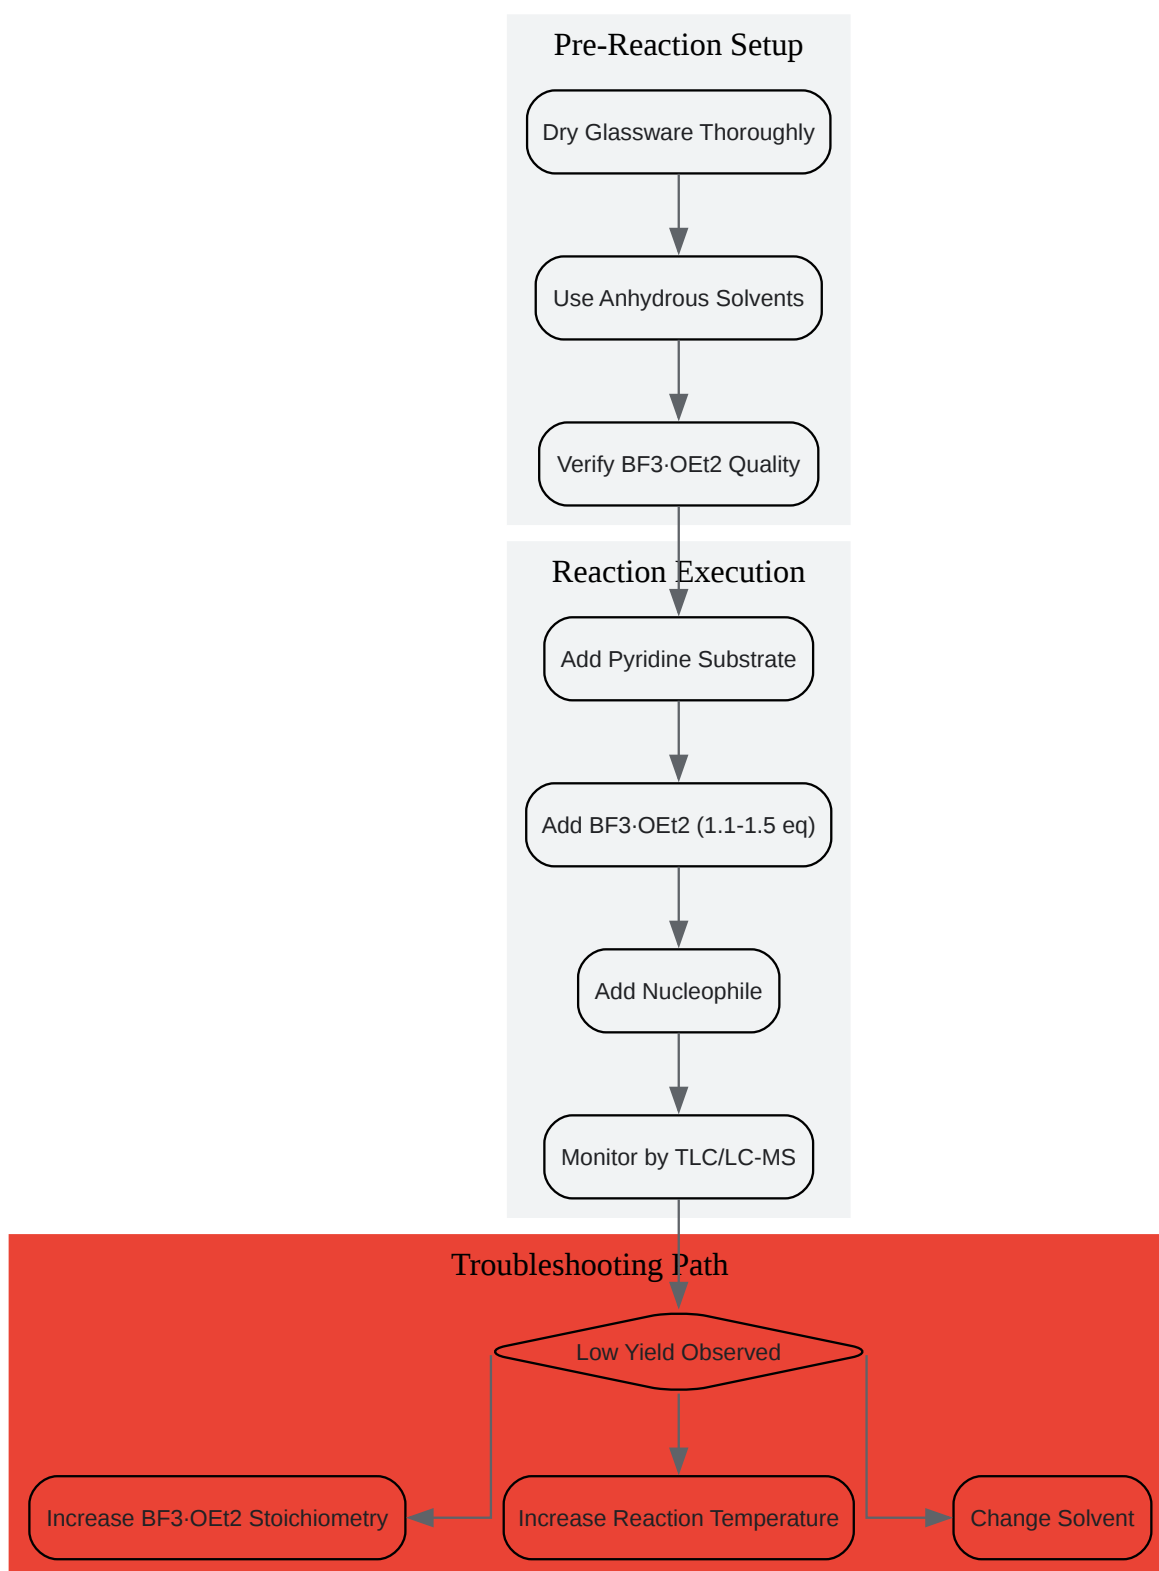 Pre-Reaction Setup
Dry Glassware Thoroughly
Use Anhydrous Solvents
Verify BF3·OEt2 Quality
Reaction Execution
Add Pyridine Substrate
Add BF3·OEt2 (1.1-1.5 eq)
Add Nucleophile
Monitor by TLC/LC-MS
Troubleshooting Path
Low Yield Observed
Increase BF3·OEt2 Stoichiometry
Increase Reaction Temperature
Change Solvent